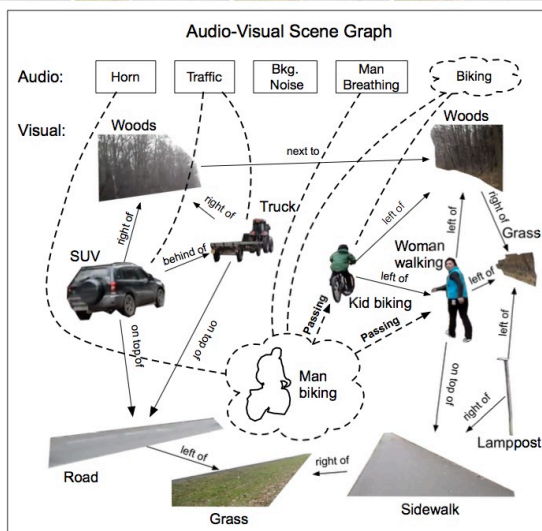 Audio-Visual Scene Graph
Audio:
Horn
Traffic
Bkg.
Noise
Man
Breathing
Biking
Visual:
Woods
Woods
next to
right of
right of
Truck
left of
left of
right of
Grass
SUV
behind of
Woman
walking
left of
left of
Kid biking
Passing
Passing
on top of
on top of
Man
biking
left of
on top of
right of
Lamppost
Road
left of
Grass
right of
Sidewalk